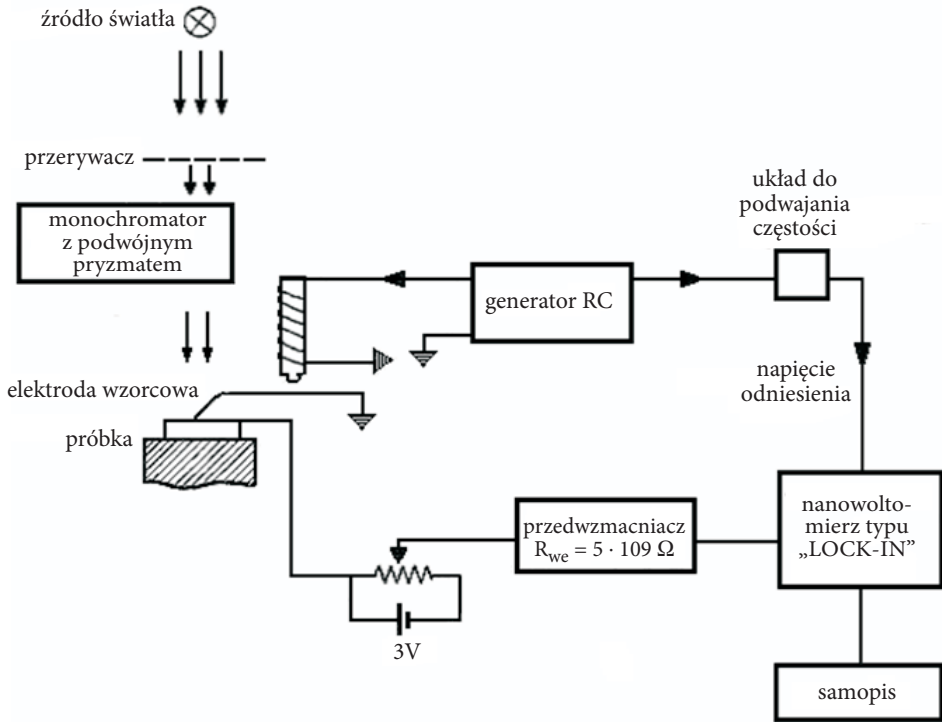 źródło światła
przerywacz
monochromator
z podwójnym
pryzmatem
generator RC
układ do
podwajania
częstości
napięcie
odniesienia
elektroda wzorcowa
próbka
przedwzmacniacz
Rwe = 5 · 109 Ω
nanowolto-
mierz typu
„LOCK-IN”
3V
samopis